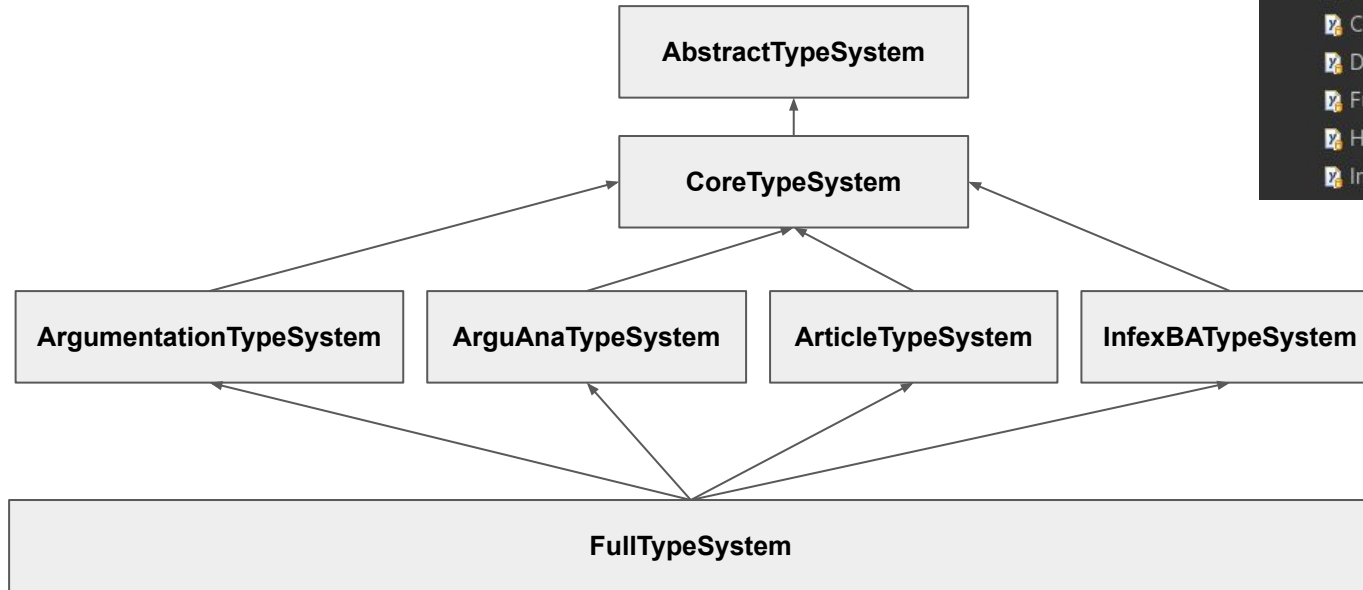 AbstractTypeSystem
CoreTypeSystem
ArgumentationTypeSystem
ArguAnaTypeSystem
ArticleTypeSystem
InfexBATypeSystem
FullTypeSystem